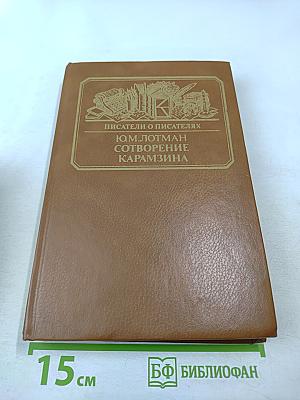 ПИСАТЕЛИ О ПИСАТЕЛЯХ
Ю.М.ЛОТМАН
СОТВОРЕНИЕ
КАРАМЗИНА
15 см
БФ БИБЛИОФАН